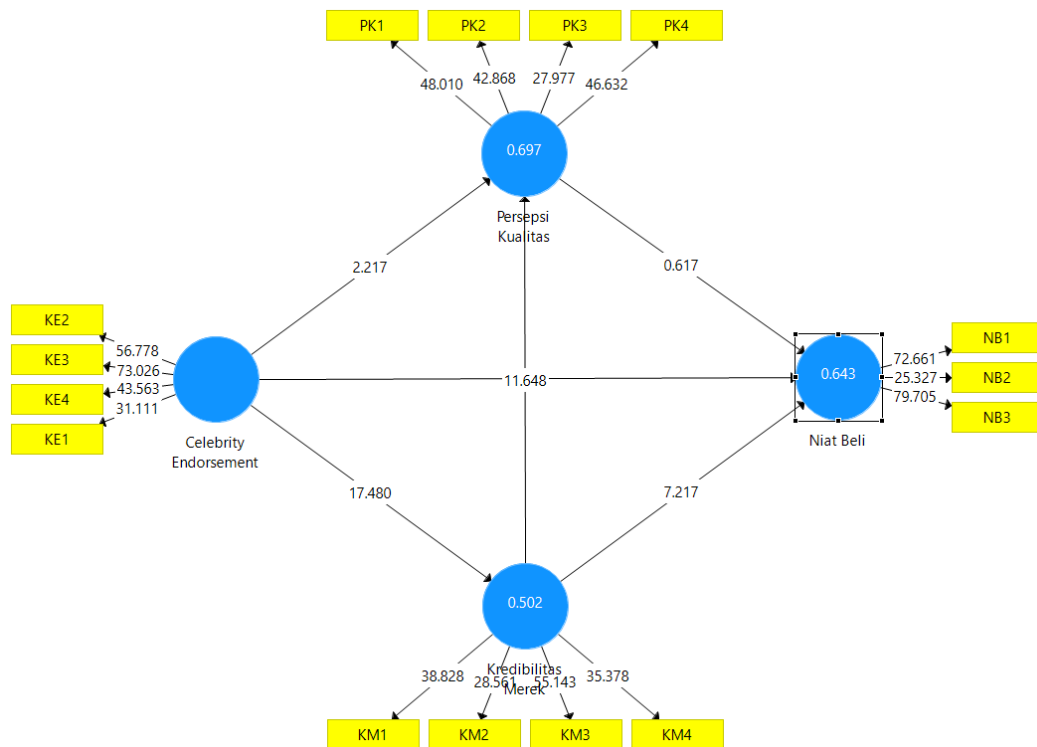 PK1 PK2 PK3 PK4
48.010 42.868 27.977 46.632
0.697
Persepsi
Kualitas
2.217 0.617
KE2
KE3
KE4
KE1
56.778
73.026
43.563
31.111
11.648
0.643
72.661
25.327
79.705
NB1
NB2
NB3
Celebrity
Endorsement
Niat Beli
17.480 7.217
0.502
Kredibilitas
Merek
38.828 28.561 55.143 35.378
KM1 KM2 KM3 KM4